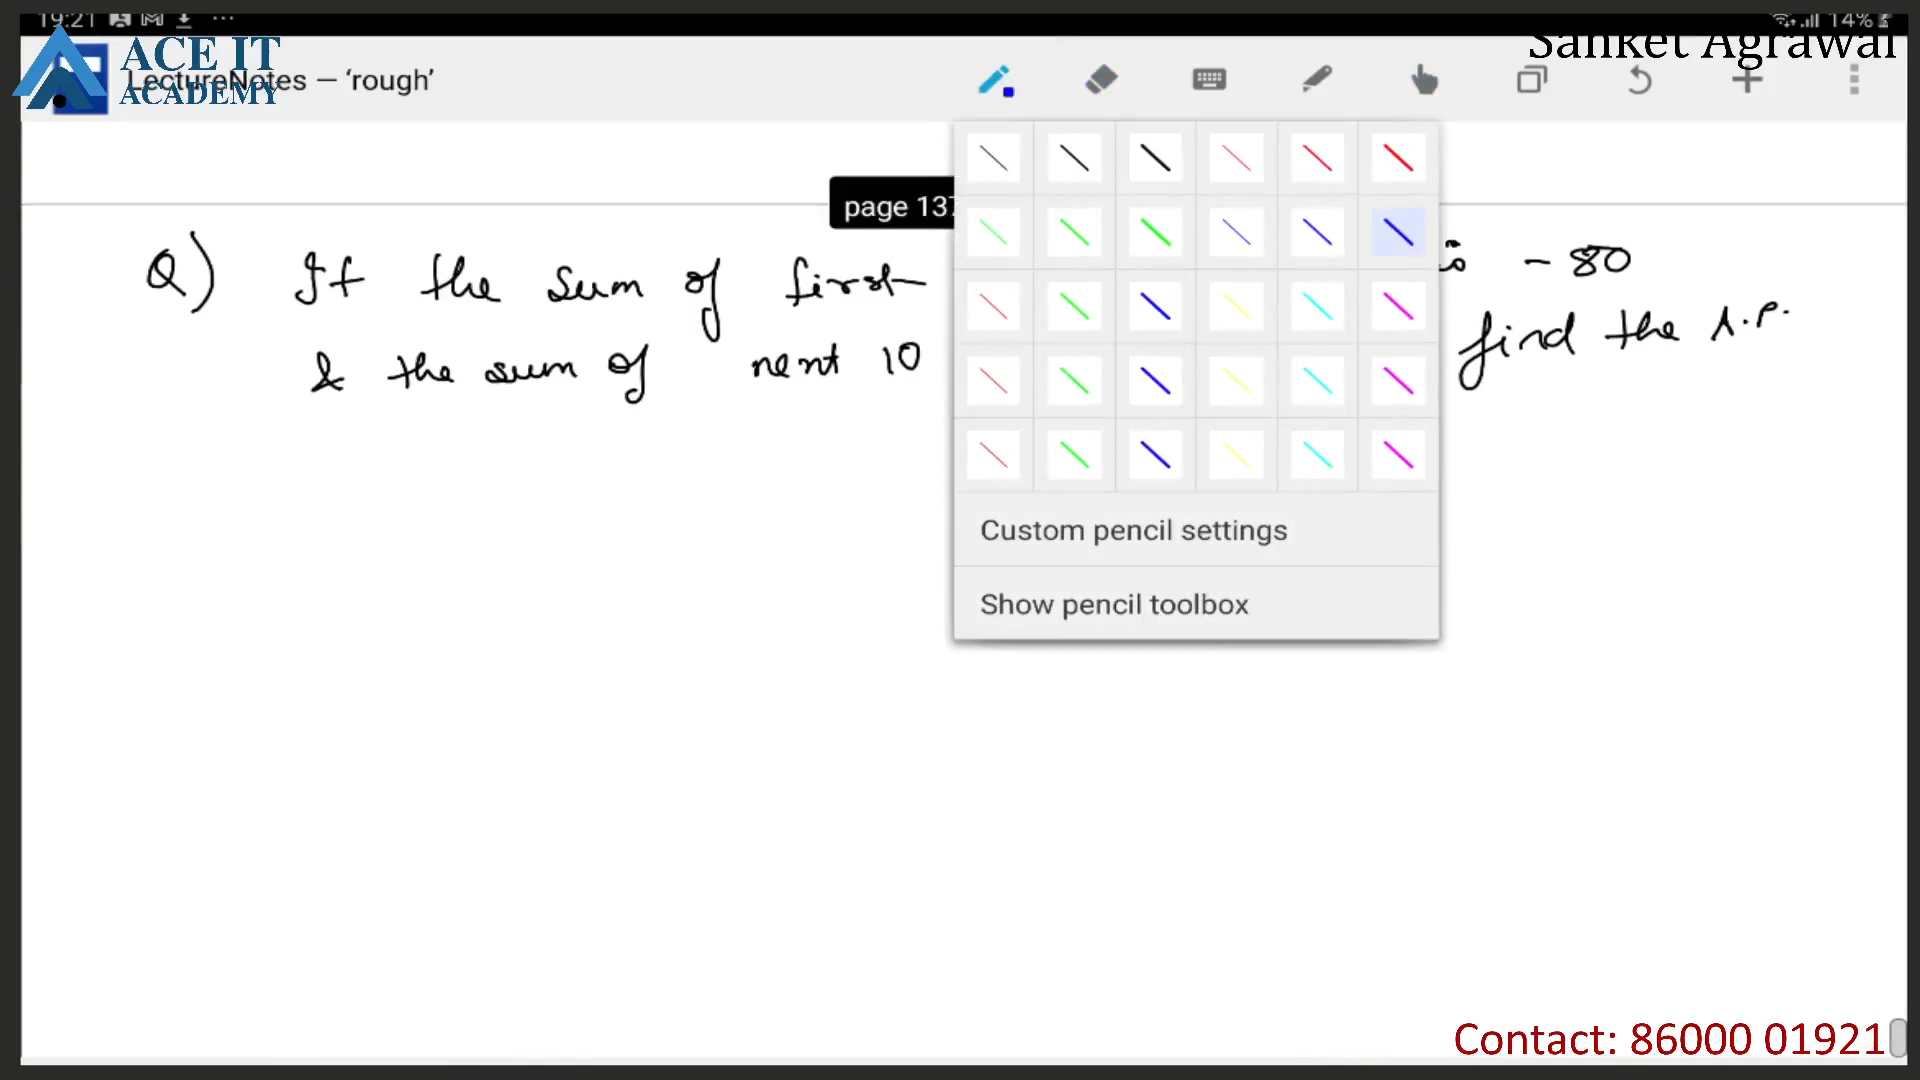 19:21 ... 14%
ACE IT
ACADEMY
LectureNotes – ‘rough’
Sanket Agrawal
page 137
Q) If the sum of first is - 80
& the sum of next 10 find the A.P.
Custom pencil settings
Show pencil toolbox
Contact: 86000 01921